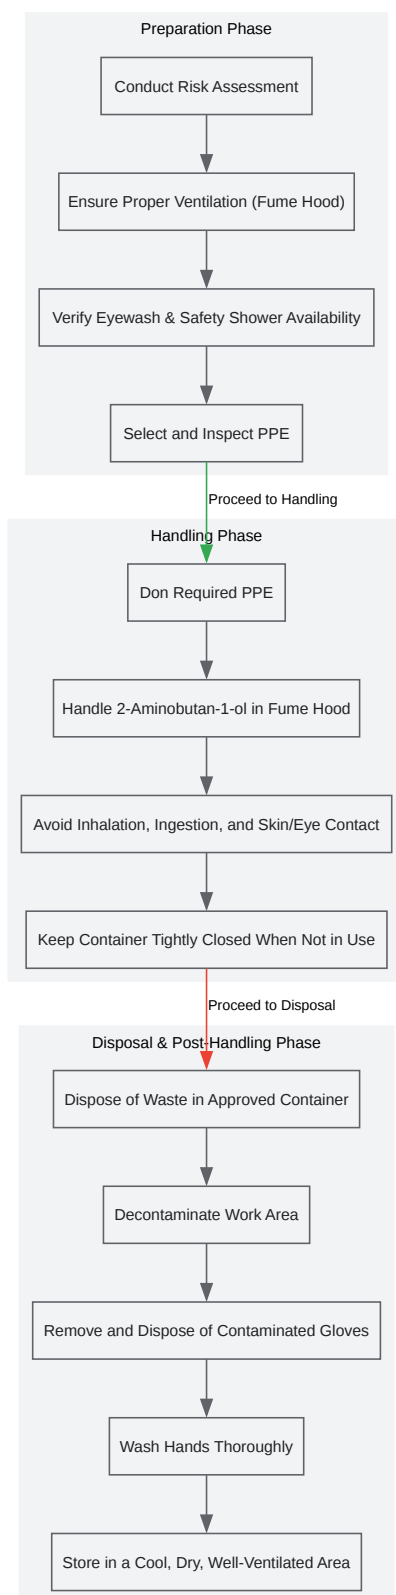 Preparation Phase
Conduct Risk Assessment
Ensure Proper Ventilation (Fume Hood)
Verify Eyewash & Safety Shower Availability
Select and Inspect PPE
Proceed to Handling
Handling Phase
Don Required PPE
Handle 2-Aminobutan-1-ol in Fume Hood
Avoid Inhalation, Ingestion, and Skin/Eye Contact
Keep Container Tightly Closed When Not in Use
Proceed to Disposal
Disposal & Post-Handling Phase
Dispose of Waste in Approved Container
Decontaminate Work Area
Remove and Dispose of Contaminated Gloves
Wash Hands Thoroughly
Store in a Cool, Dry, Well-Ventilated Area